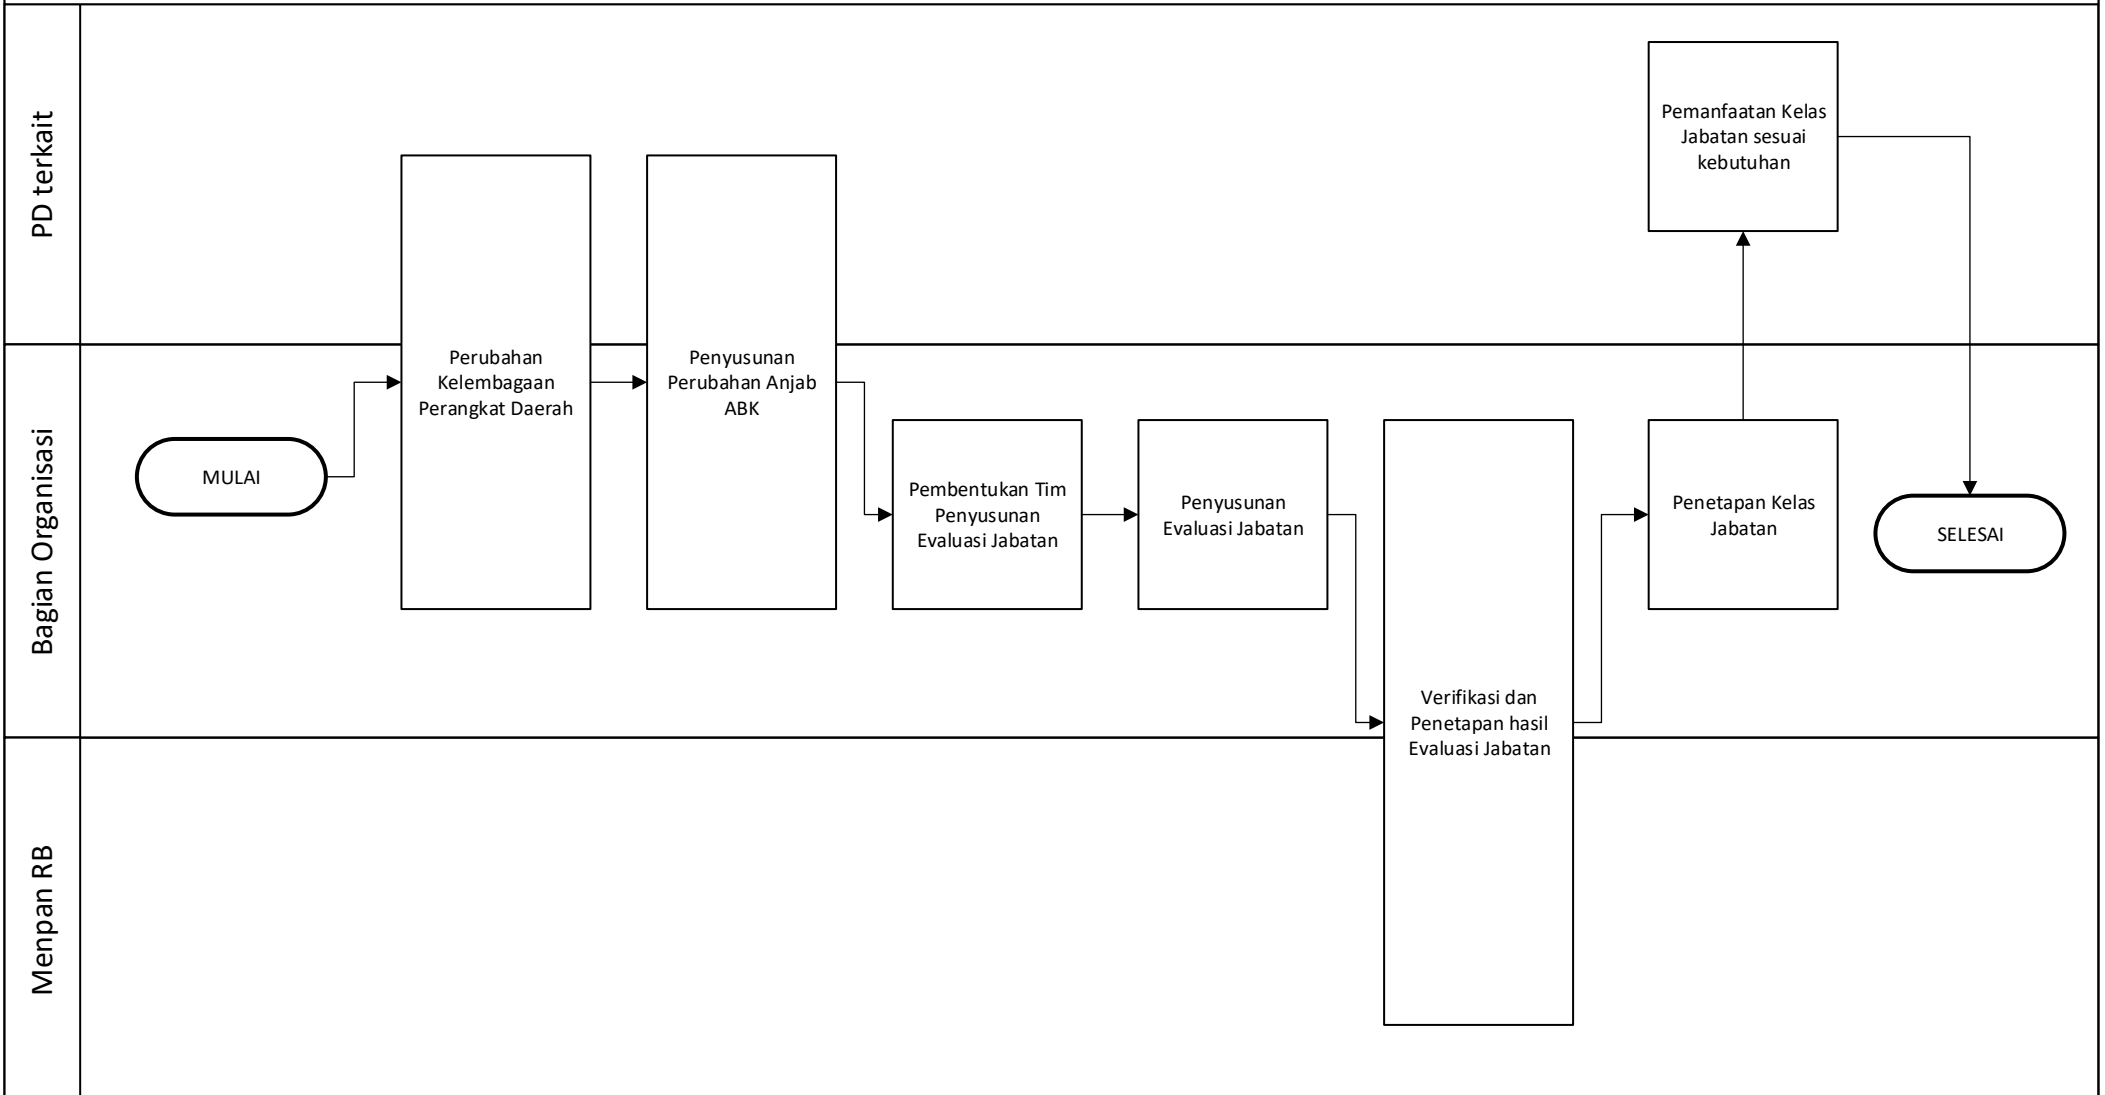 PD terkait
Bagian Organisasi
Menpan RB
MULAI
Perubahan
Kelembagaan
Perangkat Daerah
Penyusunan
Perubahan Anjab
ABK
Pembentukan Tim
Penyusunan
Evaluasi Jabatan
Penyusunan
Evaluasi Jabatan
Verifikasi dan
Penetapan hasil
Evaluasi Jabatan
Penetapan Kelas
Jabatan
Pemanfaatan Kelas
Jabatan sesuai
kebutuhan
SELESAI